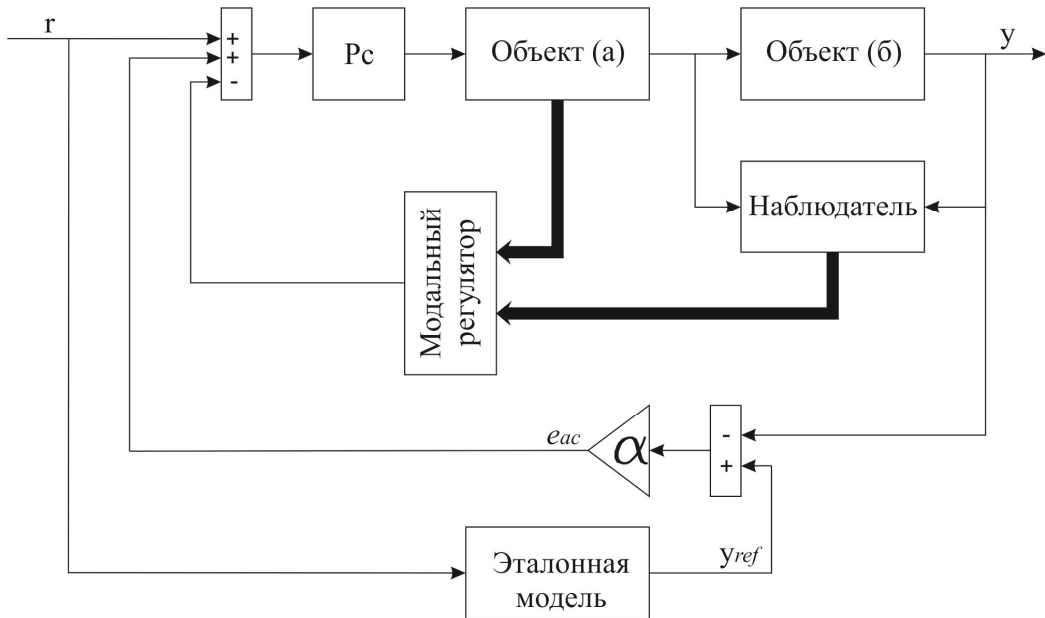 r
y
+
+
-
Рс
Объект (а)
Объект (б)
Наблюдатель
Модальный
регулятор
eac
α
-
+
yref
Эталонная
модель